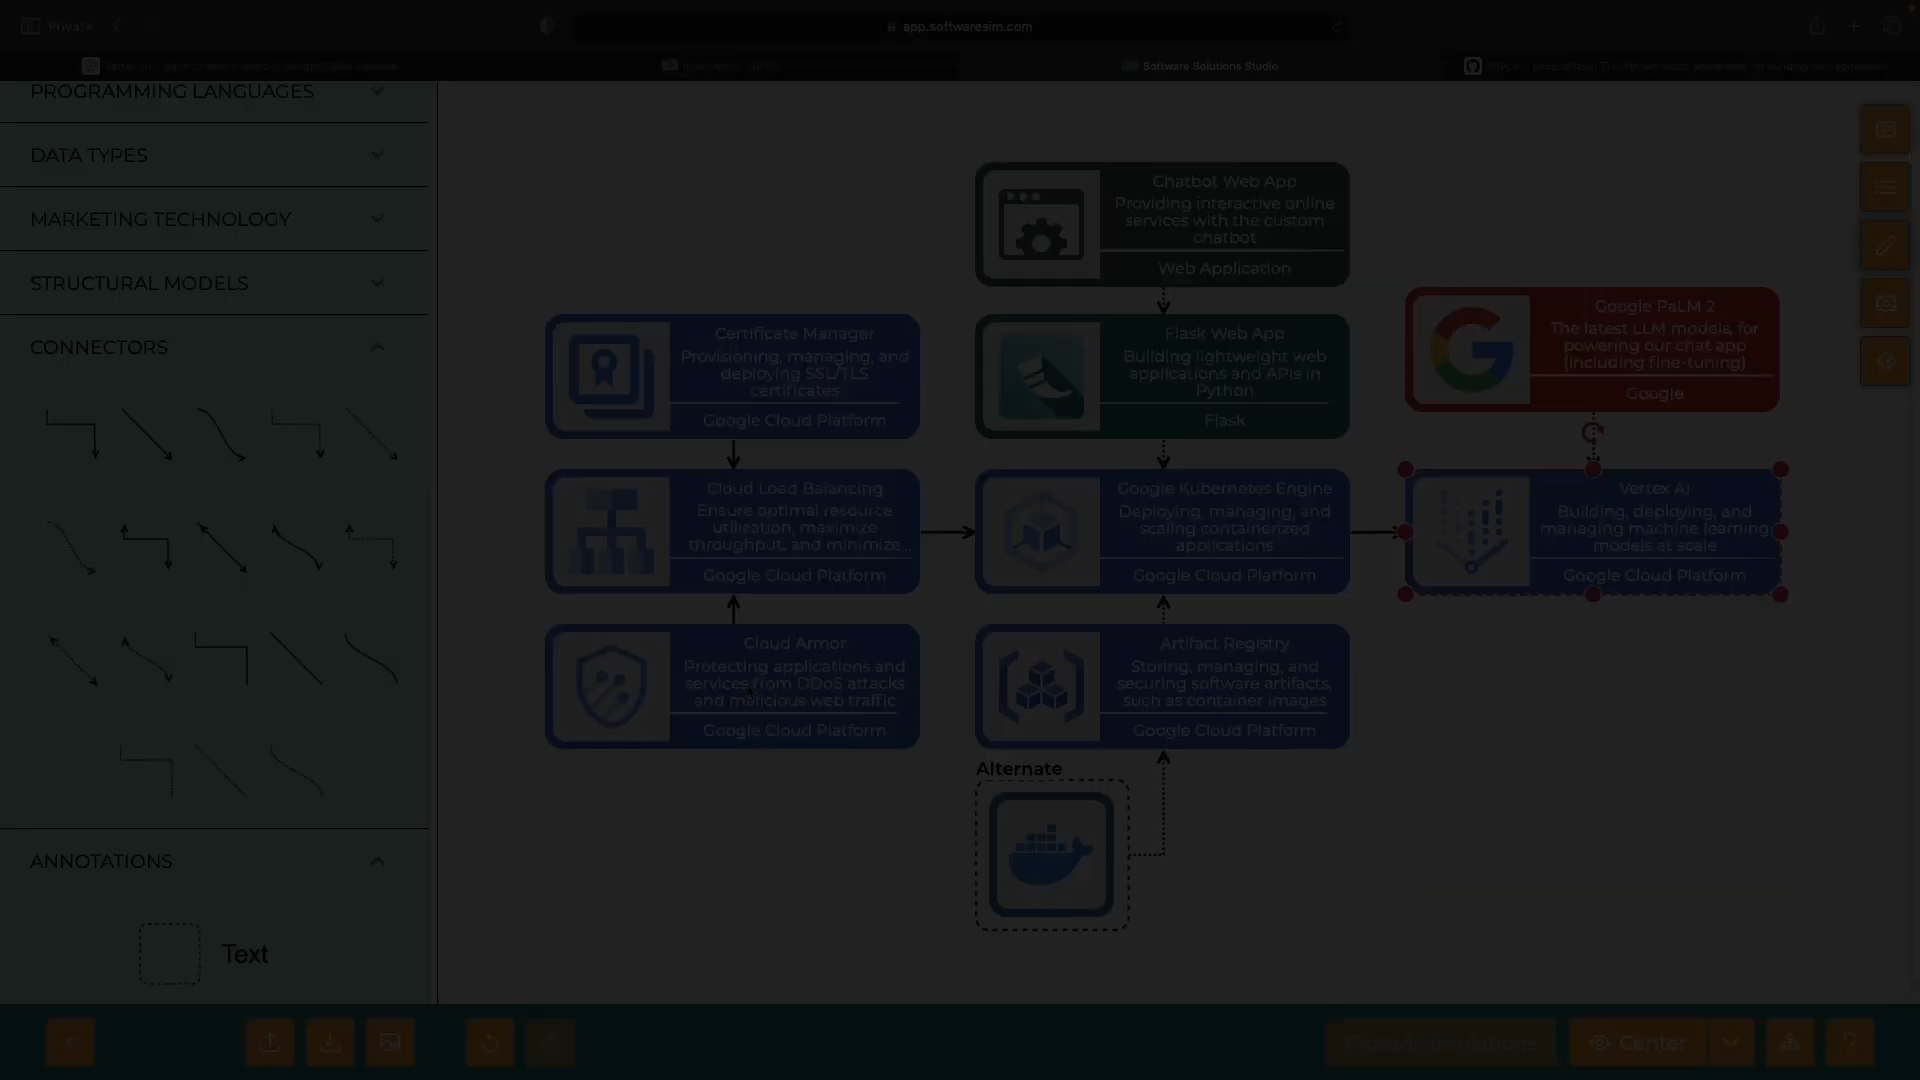 Private
app.softwaresim.com
Software Solutions Studio
PROGRAMMING LANGUAGES
DATA TYPES
MARKETING TECHNOLOGY
STRUCTURAL MODELS
CONNECTORS
ANNOTATIONS
Text
Chatbot Web App
Providing interactive online
services with the custom
chatbot
Web Application
Certificate Manager
Provisioning, managing, and
deploying SSL/TLS
certificates
Google Cloud Platform
Flask Web App
Building lightweight web
applications and APIs in
Python
Flask
Google PaLM 2
The latest LLM models, for
powering our chat app
(including fine-tuning)
Google
Cloud Load Balancing
Ensure optimal resource
utilization, maximize
throughput, and minimize...
Google Cloud Platform
Google Kubernetes Engine
Deploying, managing, and
scaling containerized
applications
Google Cloud Platform
Vertex AI
Building, deploying, and
managing machine learning
models at scale
Google Cloud Platform
Cloud Armor
Protecting applications and
services from DDoS attacks
and malicious web traffic
Google Cloud Platform
Artifact Registry
Storing, managing, and
securing software artifacts,
such as container images
Google Cloud Platform
Alternate
Center